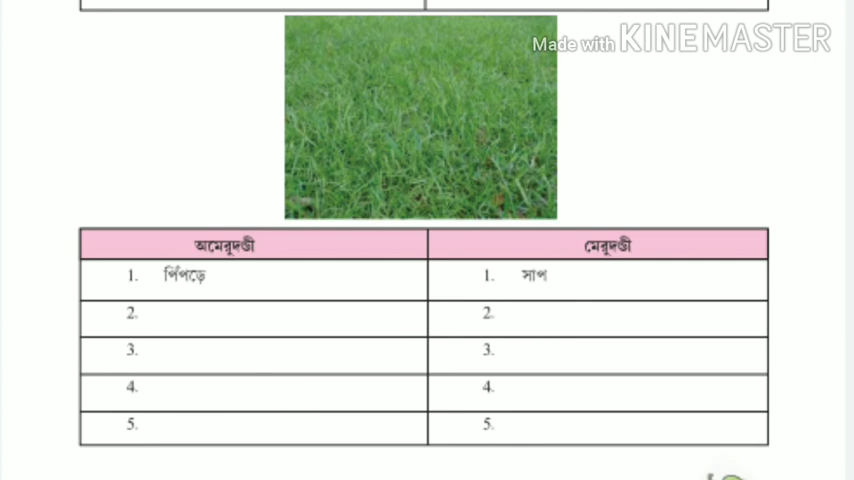 Made with KINEMASTER
অমেরুদণ্ডী মেরুদণ্ডী
1. পিঁপড়ে 1. সাপ
2. 2.
3. 3.
4. 4.
5. 5.